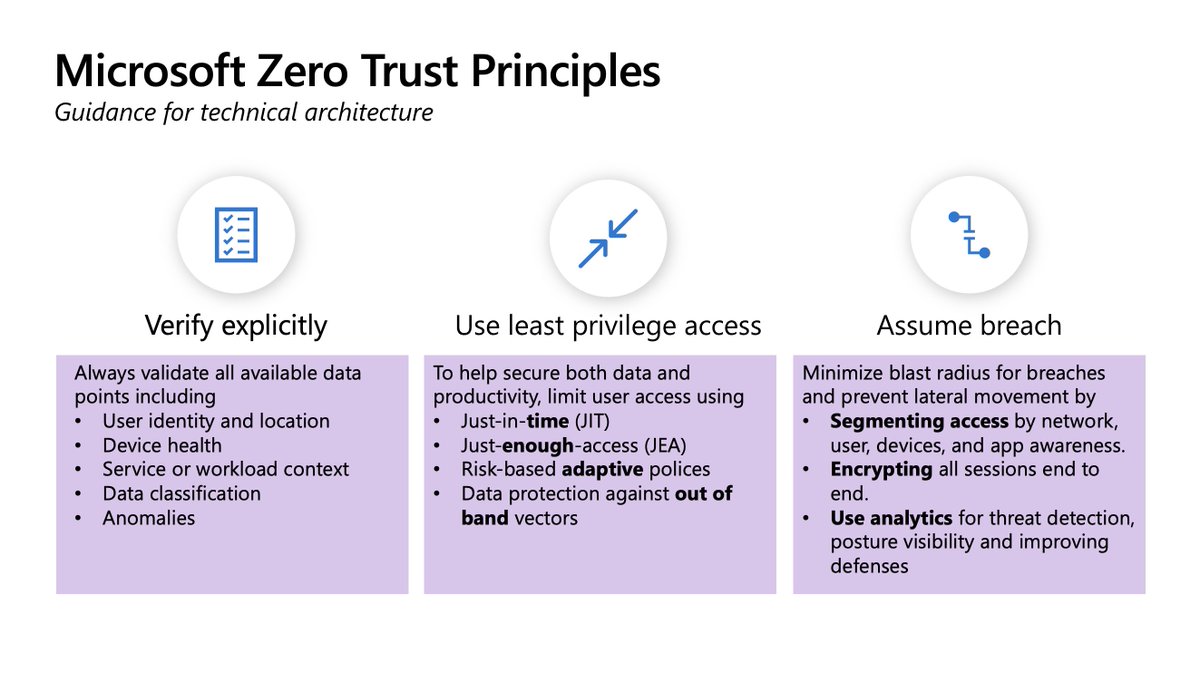 Microsoft Zero Trust Principles
Guidance for technical architecture
Verify explicitly
Always validate all available data
points including
• User identity and location
• Device health
• Service or workload context
• Data classification
• Anomalies
Use least privilege access
To help secure both data and
productivity, limit user access using
• Just-in-time (JIT)
• Just-enough-access (JEA)
• Risk-based adaptive polices
• Data protection against out of
band vectors
Assume breach
Minimize blast radius for breaches
and prevent lateral movement by
• Segmenting access by network,
user, devices, and app awareness.
• Encrypting all sessions end to
end.
• Use analytics for threat detection,
posture visibility and improving
defenses